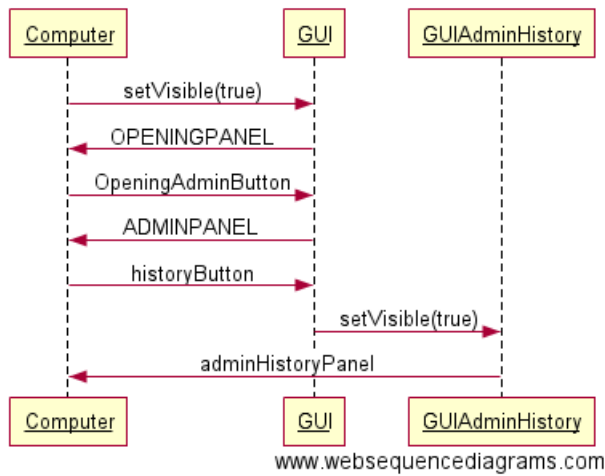 Computer GUI GUIAdminHistory
setVisible(true)
OPENINGPANEL
OpeningAdminButton
ADMINPANEL
historyButton
setVisible(true)
adminHistoryPanel
Computer GUI GUIAdminHistory
www.websequencediagrams.com